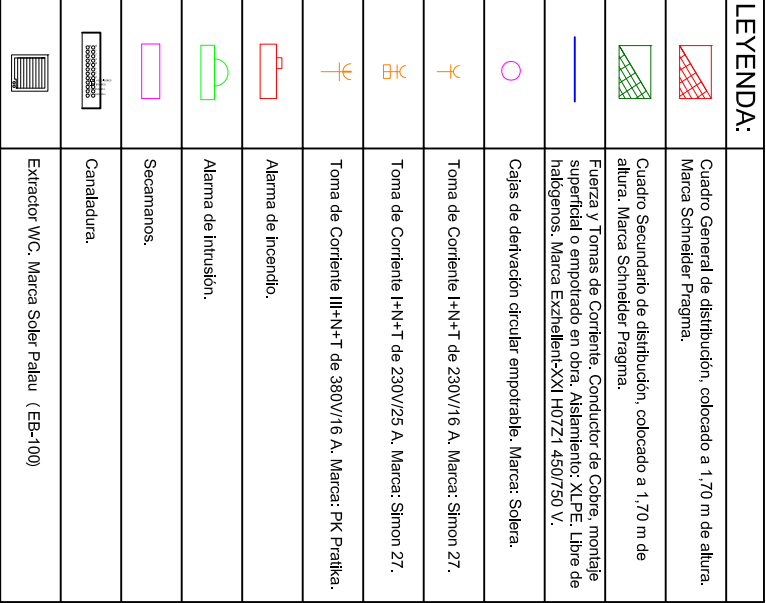 LEYENDA:
Cuadro General de distribución, colocado a 1,70 m de altura.
Marca Schneider Pragma.
Cuadro Secundario de distribución, colocado a 1,70 m de
altura. Marca Schneider Pragma.
Fuerza y Tomas de Corriente. Conductor de Cobre, montaje
superficial o empotrado en obra. Aislamiento: XLPE. Libre de
halógenos. Marca Exzhellent-XXI H07Z1 450/750 V.
Cajas de derivación circular empotrable. Marca: Solera.
Toma de Corriente I+N+T de 230V/16 A. Marca: Simon 27.
Toma de Corriente I+N+T de 230V/25 A. Marca: Simon 27.
Toma de Corriente III+N+T de 380V/16 A. Marca: PK Pratika.
Alarma de incendio.
Alarma de intrusión.
Secamanos.
Canaladura.
Extractor WC. Marca Soler Palau ( EB-100)